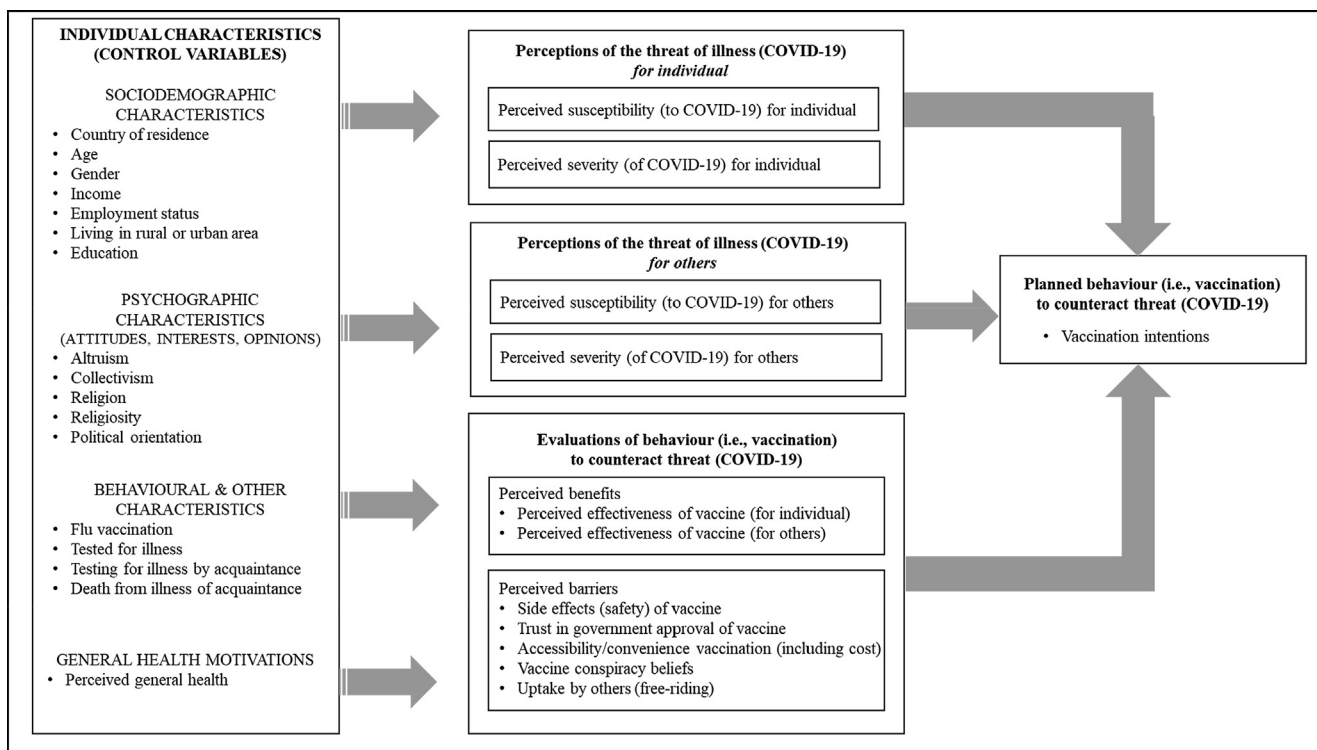 INDIVIDUAL CHARACTERISTICS
(CONTROL VARIABLES)
SOCIODEMOGRAPHIC
CHARACTERISTICS
• Country of residence
• Age
• Gender
• Income
• Employment status
• Living in rural or urban area
• Education
PSYCHOGRAPHIC
CHARACTERISTICS
(ATTITUDES, INTERESTS, OPINIONS)
• Altruism
• Collectivism
• Religion
• Religiosity
• Political orientation
BEHAVIOURAL & OTHER
CHARACTERISTICS
• Flu vaccination
• Tested for illness
• Testing for illness by acquaintance
• Death from illness of acquaintance
GENERAL HEALTH MOTIVATIONS
• Perceived general health
Perceptions of the threat of illness (COVID-19)
for individual
Perceived susceptibility (to COVID-19) for individual
Perceived severity (of COVID-19) for individual
Perceptions of the threat of illness (COVID-19)
for others
Perceived susceptibility (to COVID-19) for others
Perceived severity (of COVID-19) for others
Evaluations of behaviour (i.e., vaccination)
to counteract threat (COVID-19)
Perceived benefits
• Perceived effectiveness of vaccine (for individual)
• Perceived effectiveness of vaccine (for others)
Perceived barriers
• Side effects (safety) of vaccine
• Trust in government approval of vaccine
• Accessibility/convenience vaccination (including cost)
• Vaccine conspiracy beliefs
• Uptake by others (free-riding)
Planned behaviour (i.e., vaccination)
to counteract threat (COVID-19)
• Vaccination intentions